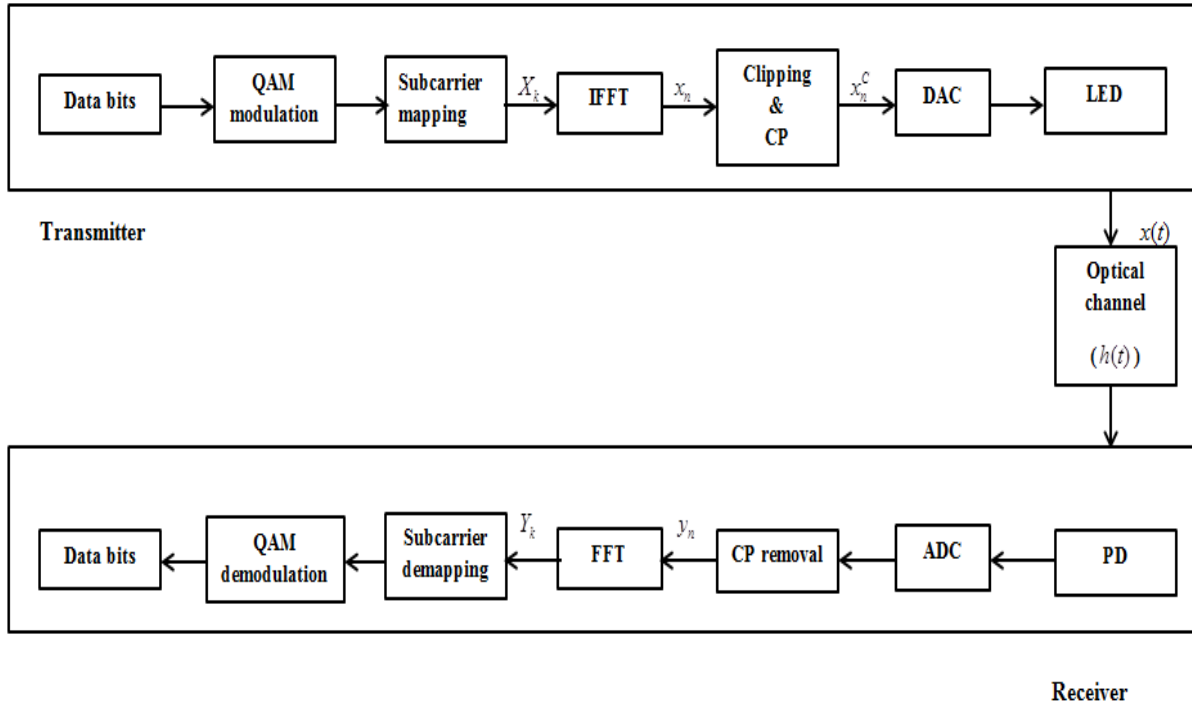 Data bits
QAM
modulation
Subcarrier
mapping
X_k
IFFT
x_n
Clipping
&
CP
x_n^C
DAC
LED
Transmitter
x(t)
Optical
channel
(h(t))
Data bits
QAM
demodulation
Subcarrier
demapping
Y_k
FFT
y_n
CP removal
ADC
PD
Receiver